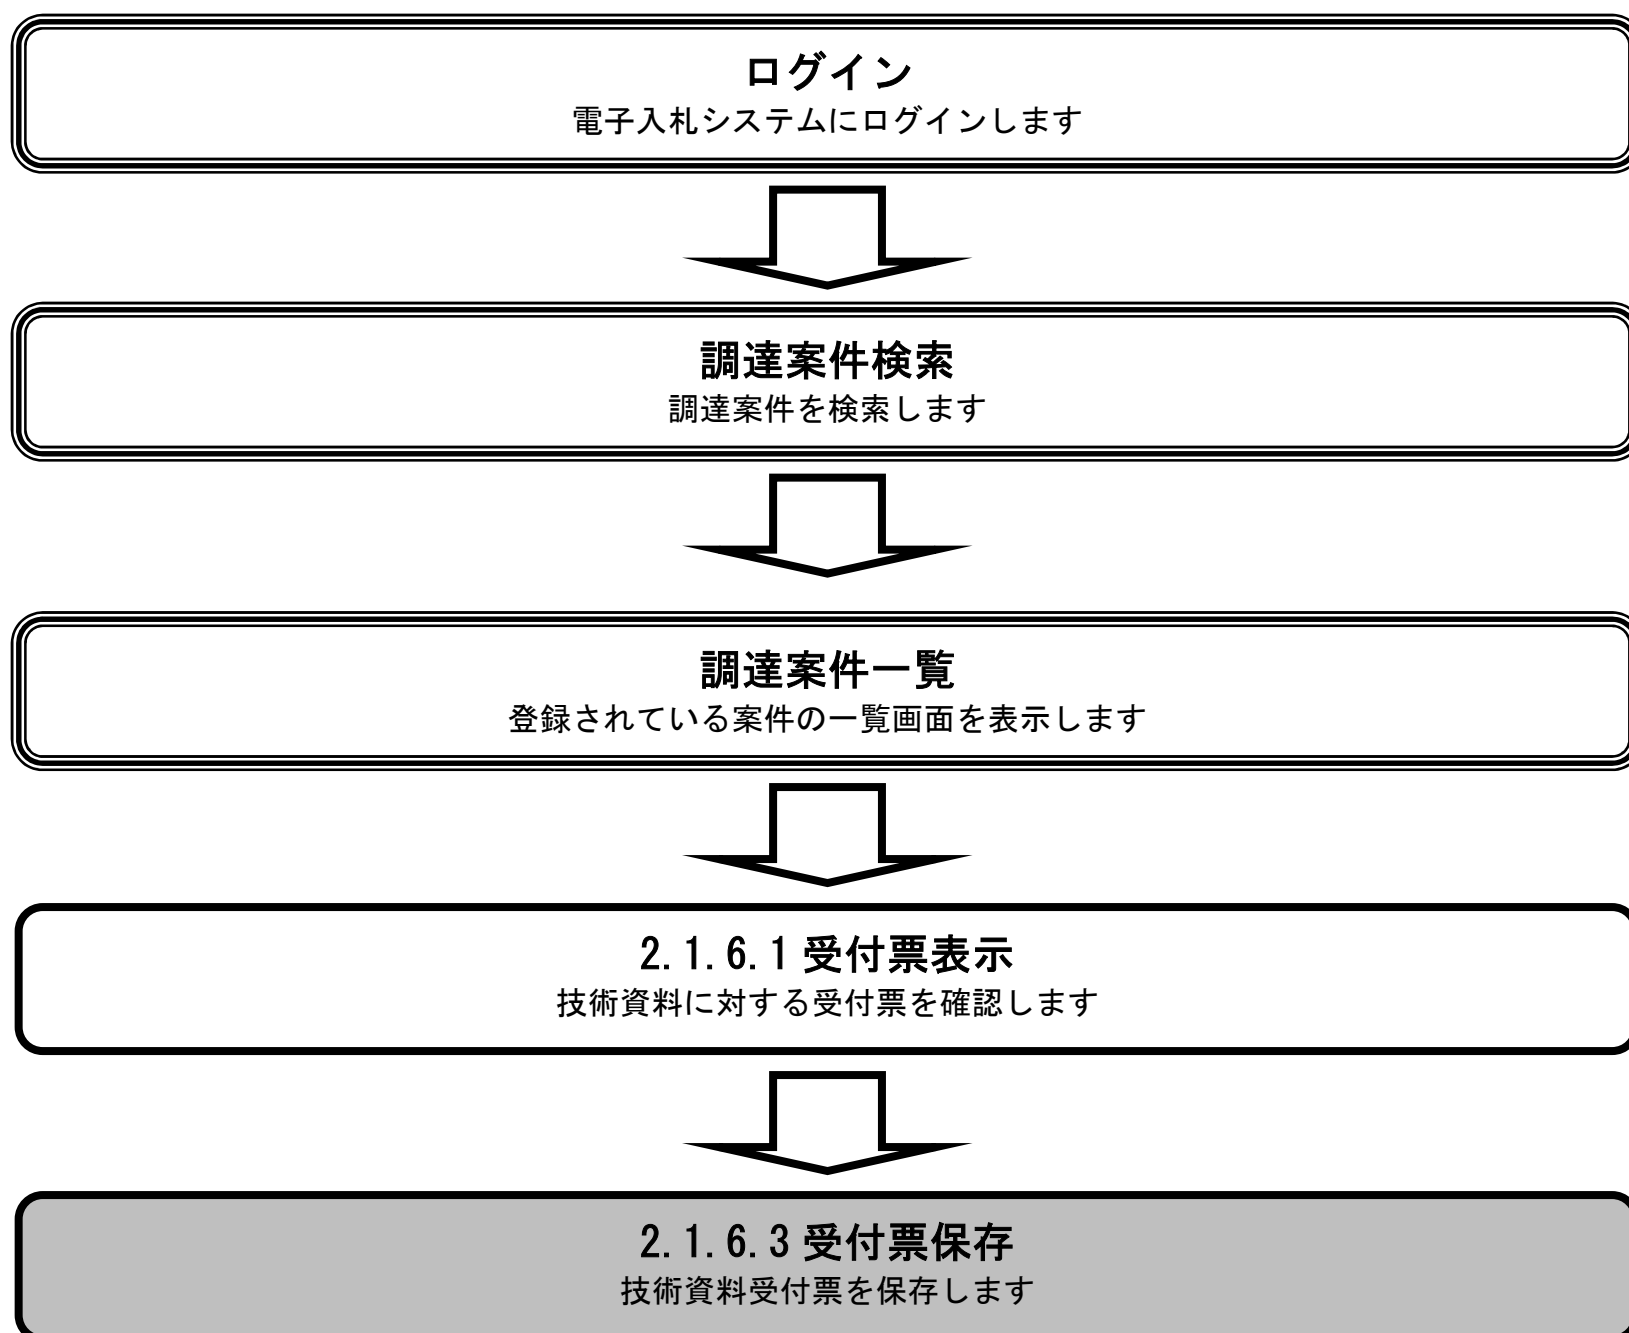 ログイン
電子入札システムにログインします
調達案件検索
調達案件を検索します
調達案件一覧
登録されている案件の一覧画面を表示します
2.1.6.1受付票表示
技術資料に対する受付票を確認します
2.1.6.3受付票保存
技術資料受付票を保存します